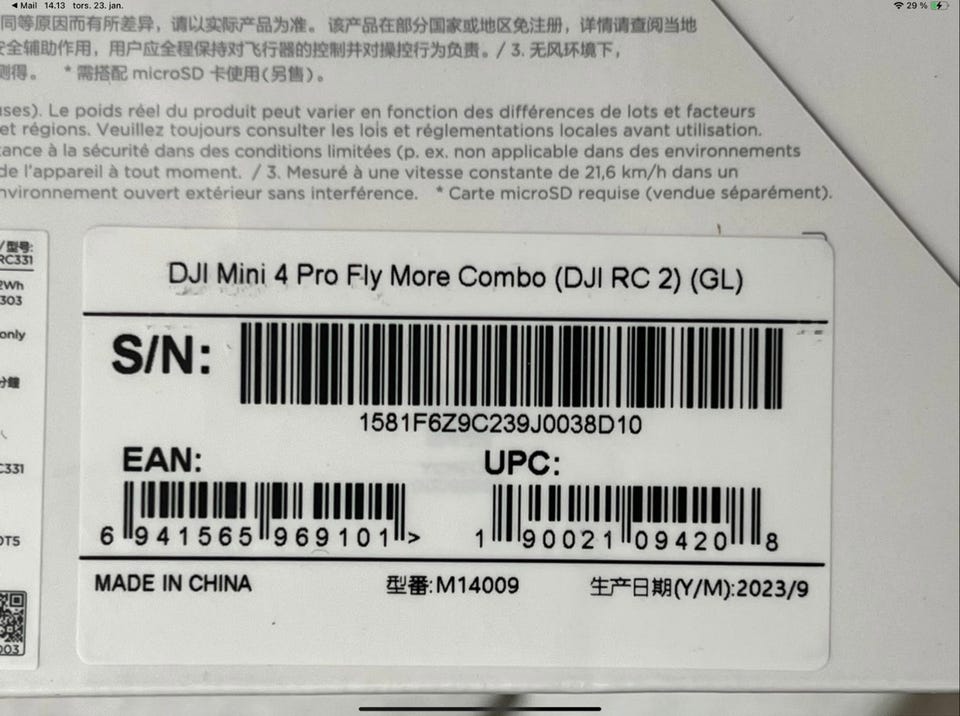 Mail 14.13 tors. 23. jan.
29 %
同等原因而有所差异，请以实际产品为准。 该产品在部分国家或地区免注册，详情请查阅当地
安全辅助作用，用户应全程保持对飞行器的控制并对操控行为负责。/ 3. 无风环境下，
测得。 *需搭配 microSD 卡使用(另售)。
uses). Le poids réel du produit peut varier en fonction des différences de lots et facteurs
et régions. Veuillez toujours consulter les lois et réglementations locales avant utilisation.
tance à la sécurité dans des conditions limitées (p. ex. non applicable dans des environnements
de l'appareil à tout moment. / 3. Mesuré à une vitesse constante de 21,6 km/h dans un
nvironnement ouvert extérieur sans interférence. * Carte microSD requise (vendue séparément).
/型号:
RC331
2Wh
303
only
分鐘
C331
OT5
003
DJI Mini 4 Pro Fly More Combo (DJI RC 2) (GL)
S/N:
1581F6Z9C239J0038D10
EAN:
UPC:
6 941565 969101 >
1 90021 09420 8
MADE IN CHINA
型番:M14009
生产日期(Y/M):2023/9